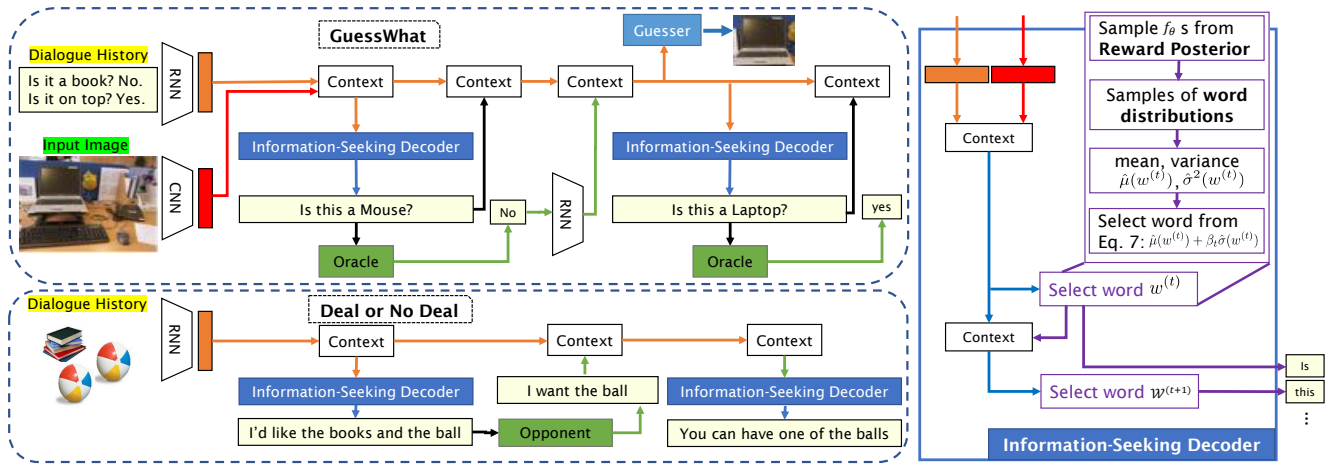 GuessWhat
Dialogue History
Is it a book? No.
Is it on top? Yes.
RNN
Input Image
CNN
Context
Context
Context
Context
Guesser
Information-Seeking Decoder
Information-Seeking Decoder
Is this a Mouse?
No
RNN
Is this a Laptop?
yes
Oracle
Oracle
Dialogue History
RNN
Deal or No Deal
Context
Context
Context
Information-Seeking Decoder
I want the ball
Information-Seeking Decoder
I'd like the books and the ball
Opponent
You can have one of the balls
Sample f_θ s from
Reward Posterior
Samples of word
distributions
mean, variance
μ̂(w^(t)), σ̂²(w^(t))
Select word from
Eq. 7: μ̂(w^(t)) + β_t σ̂(w^(t))
Context
Select word w^(t)
Context
Select word w^(t+1)
Is
this
⋮
Information-Seeking Decoder